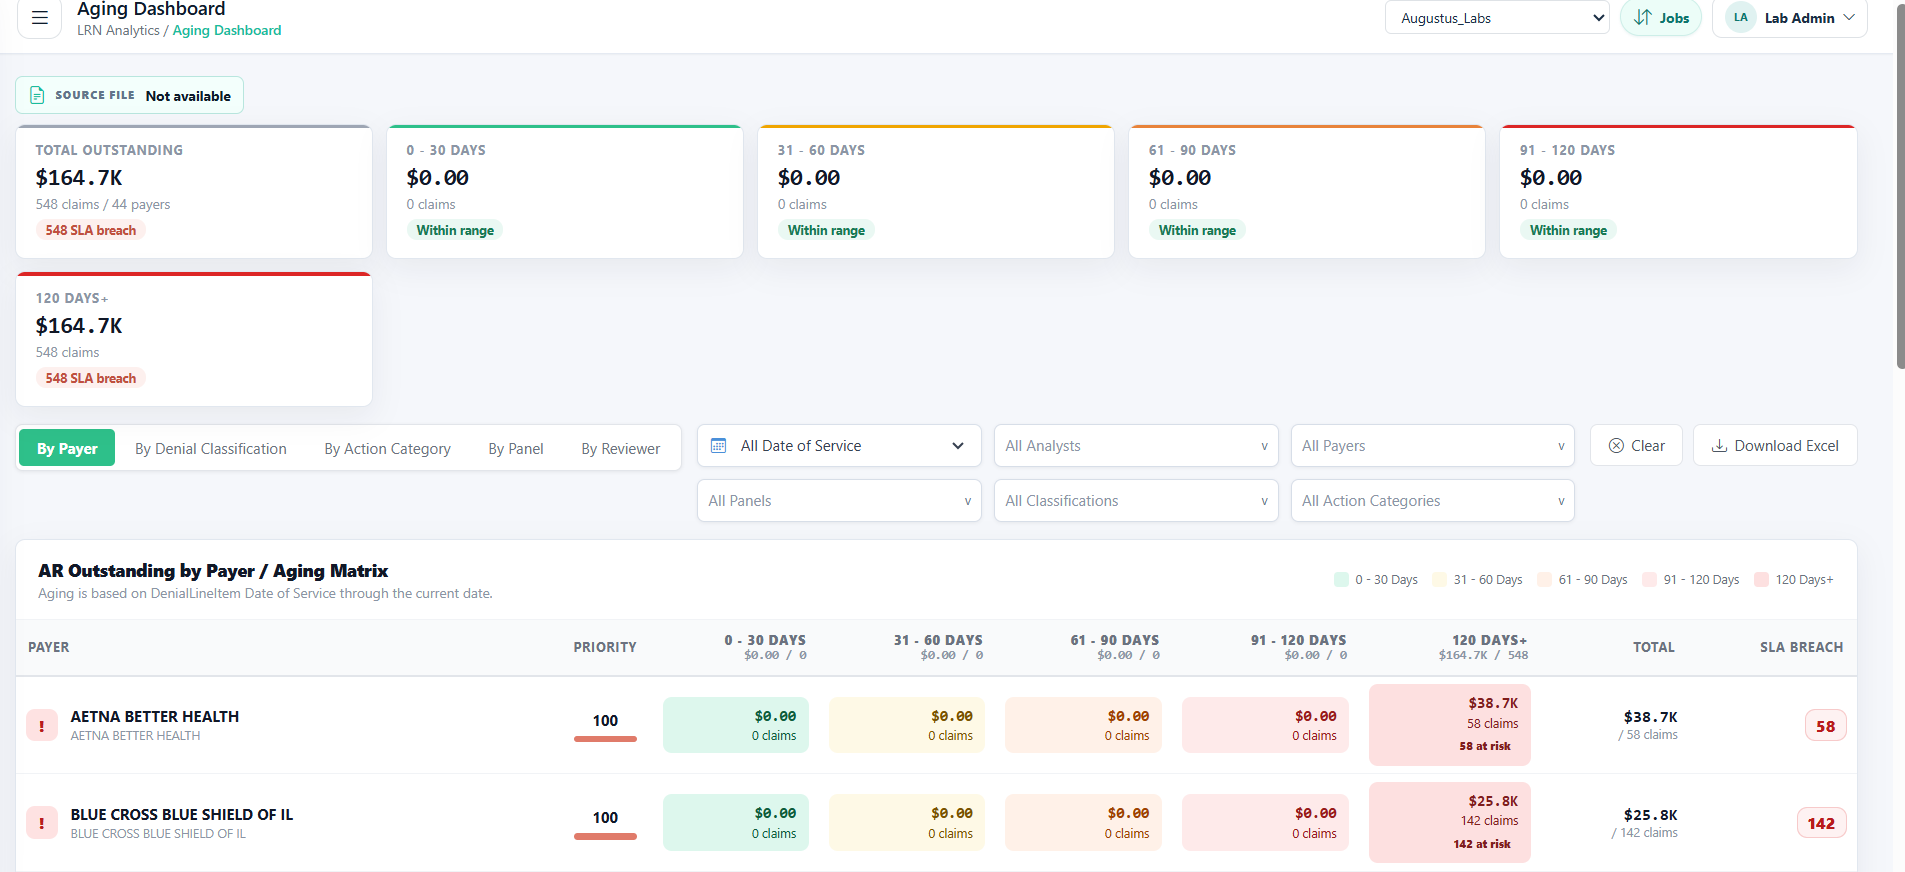 Aging Dashboard
LRN Analytics / Aging Dashboard
Augustus_Labs
Jobs
LA
Lab Admin
SOURCE FILE Not available
TOTAL OUTSTANDING
$164.7K
548 claims / 44 payers
548 SLA breach
0 - 30 DAYS
$0.00
0 claims
Within range
31 - 60 DAYS
$0.00
0 claims
Within range
61 - 90 DAYS
$0.00
0 claims
Within range
91 - 120 DAYS
$0.00
0 claims
Within range
120 DAYS+
$164.7K
548 claims
548 SLA breach
By Payer
By Denial Classification
By Action Category
By Panel
By Reviewer
All Date of Service
All Analysts
All Payers
Clear
Download Excel
All Panels
All Classifications
All Action Categories
AR Outstanding by Payer / Aging Matrix
Aging is based on DenialLineItem Date of Service through the current date.
0 - 30 Days
31 - 60 Days
61 - 90 Days
91 - 120 Days
120 Days+
PAYER
PRIORITY
0 - 30 DAYS
$0.00 / 0
31 - 60 DAYS
$0.00 / 0
61 - 90 DAYS
$0.00 / 0
91 - 120 DAYS
$0.00 / 0
120 DAYS+
$164.7K / 548
TOTAL
SLA BREACH
!
AETNA BETTER HEALTH
AETNA BETTER HEALTH
100
$0.00
0 claims
$0.00
0 claims
$0.00
0 claims
$0.00
0 claims
$38.7K
58 claims
58 at risk
$38.7K
/ 58 claims
58
!
BLUE CROSS BLUE SHIELD OF IL
BLUE CROSS BLUE SHIELD OF IL
100
$0.00
0 claims
$0.00
0 claims
$0.00
0 claims
$0.00
0 claims
$25.8K
142 claims
142 at risk
$25.8K
/ 142 claims
142